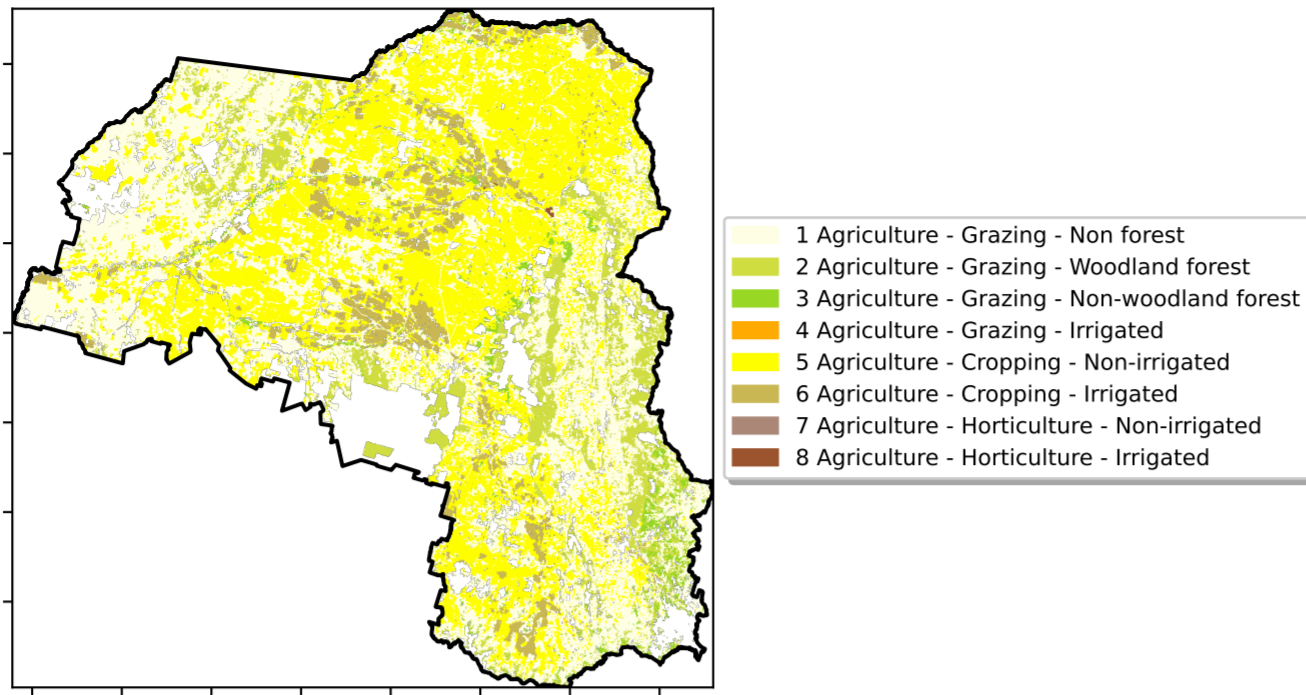 1 Agriculture - Grazing - Non forest
2 Agriculture - Grazing - Woodland forest
3 Agriculture - Grazing - Non-woodland forest
4 Agriculture - Grazing - Irrigated
5 Agriculture - Cropping - Non-irrigated
6 Agriculture - Cropping - Irrigated
7 Agriculture - Horticulture - Non-irrigated
8 Agriculture - Horticulture - Irrigated